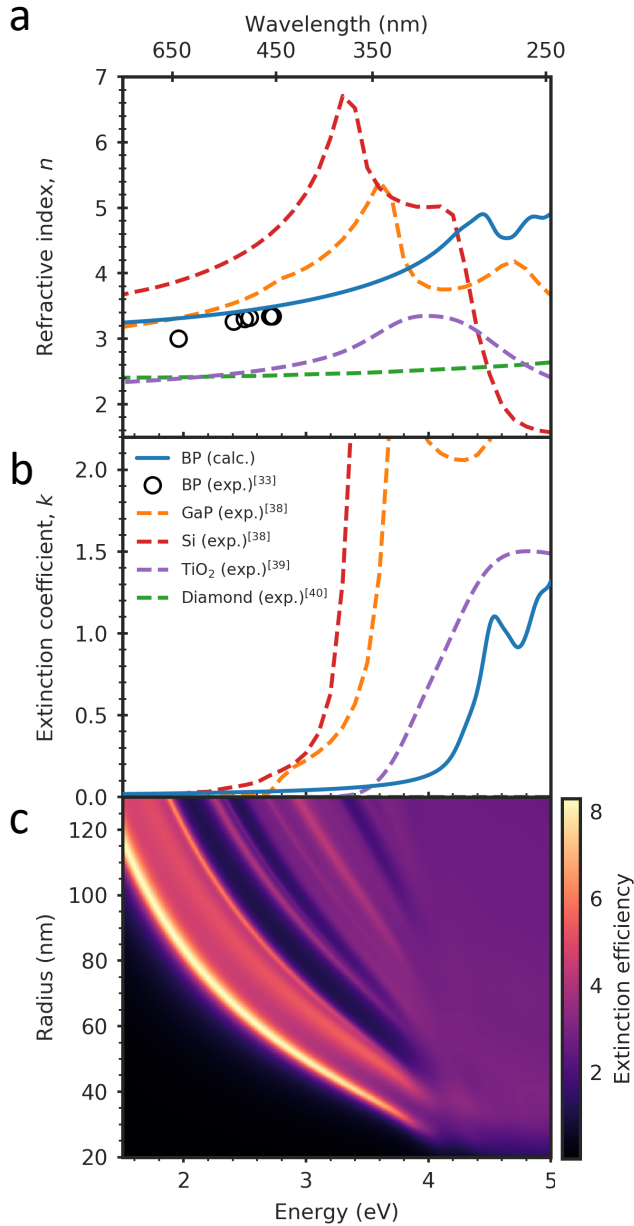 a
Wavelength (nm)
650 450 350 250
7
6
5
4
3
2
Refractive index, n
b
2.0
1.5
1.0
0.5
0.0
Extinction coefficient, k
BP (calc.)
BP (exp.)[33]
GaP (exp.)[38]
Si (exp.)[38]
TiO2 (exp.)[39]
Diamond (exp.)[40]
c
120
100
80
60
40
20
Radius (nm)
2 3 4 5
Energy (eV)
8
6
4
2
Extinction efficiency